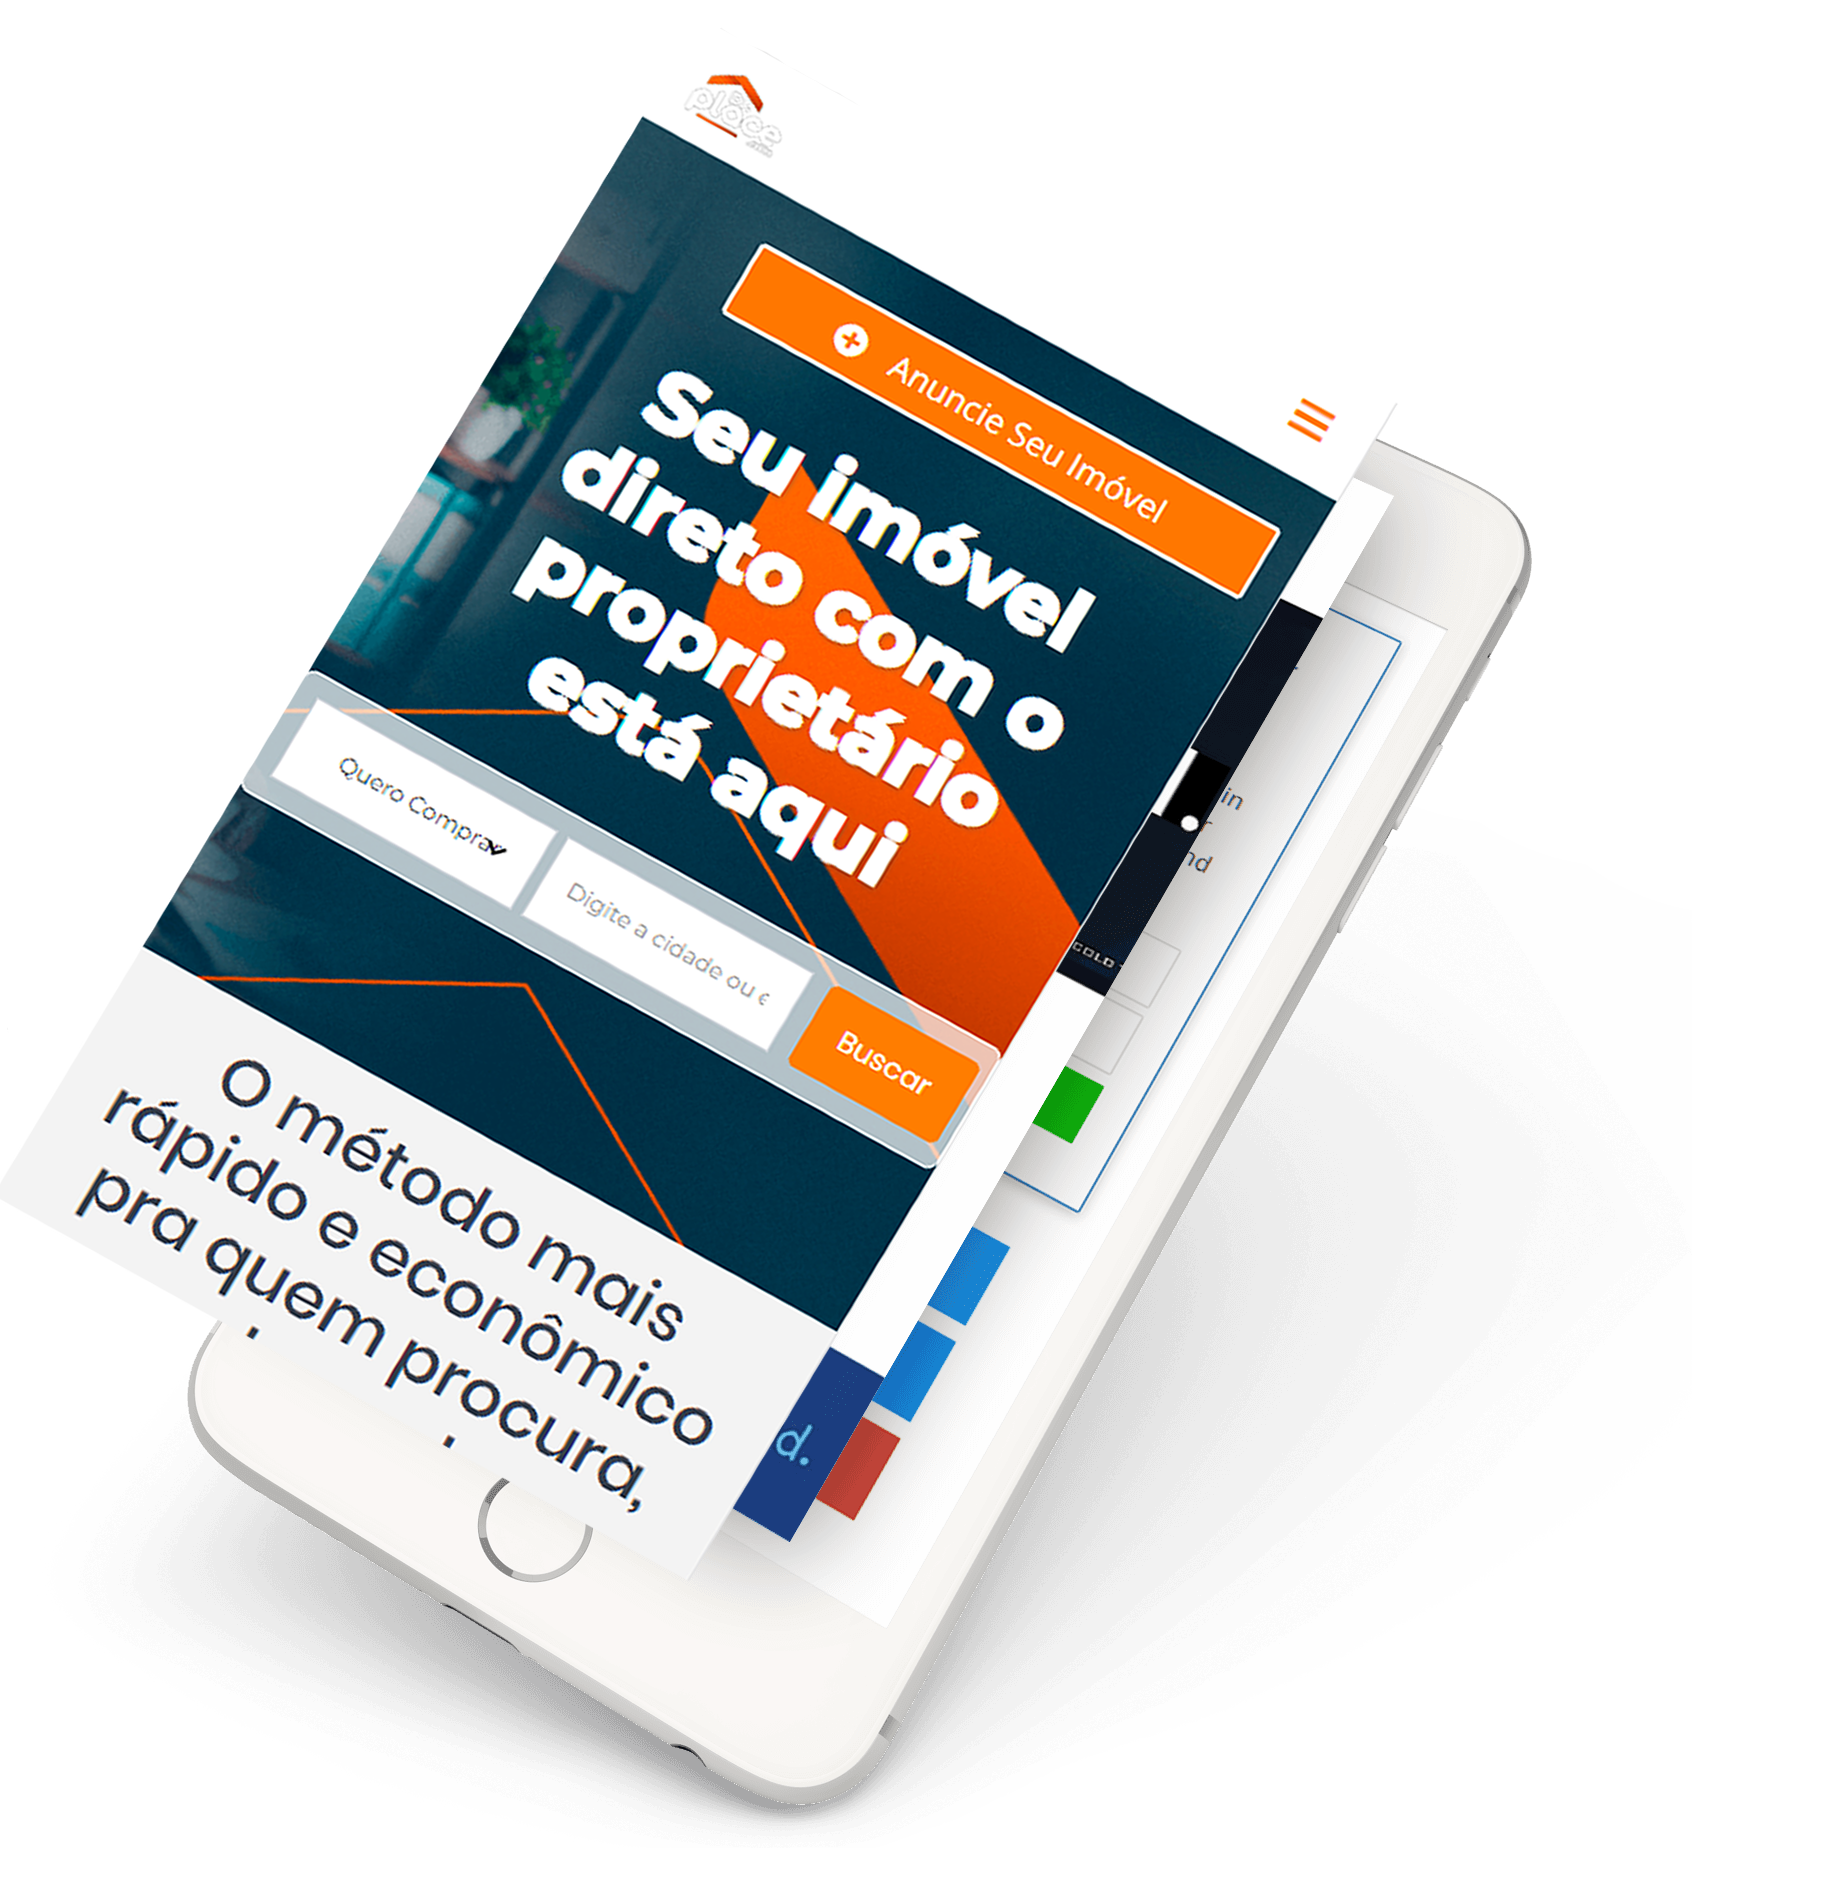 place
Anuncie Seu Imóvel
Seu imóvel
direto com o
proprietário
está aqui
Quero Comprar
Digite a cidade ou e
Buscar
O método mais
rápido e econômico
pra quem procura,
in
nd
COLD
d.